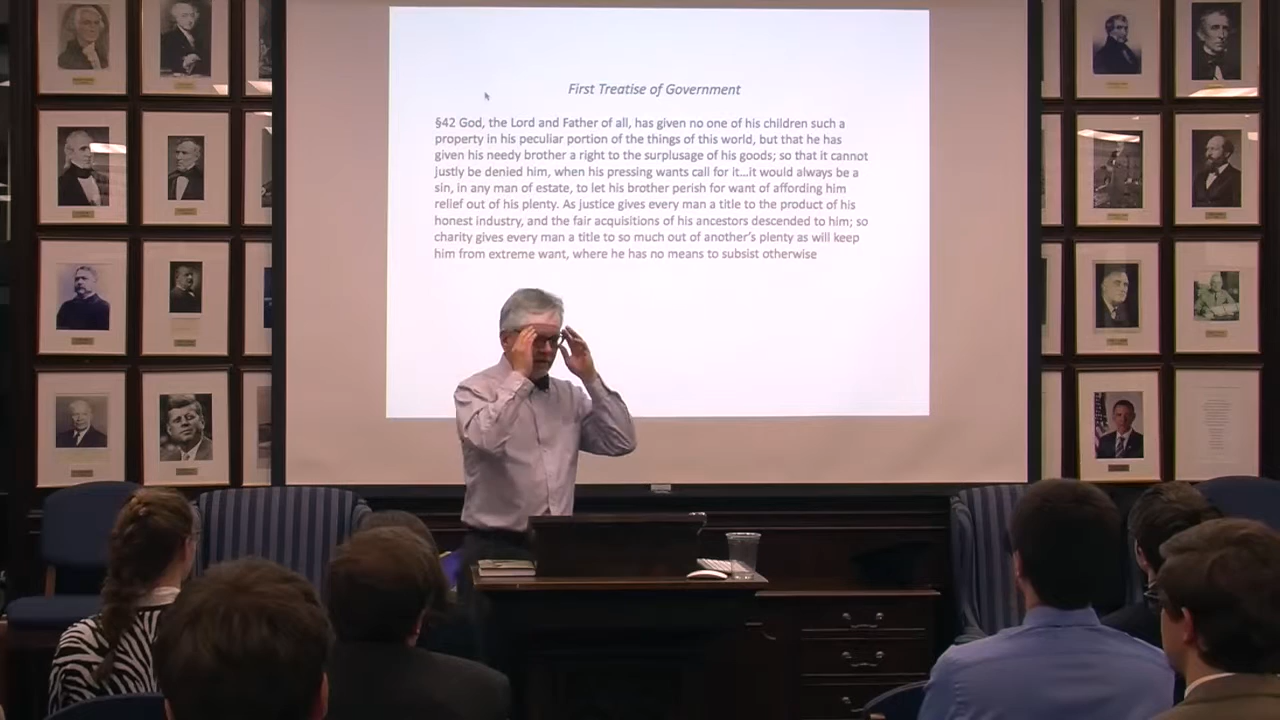 First Treatise of Government
§42 God, the Lord and Father of all, has given no one of his children such a
property in his peculiar portion of the things of this world, but that he has
given his needy brother a right to the surplusage of his goods; so that it cannot
justly be denied him, when his pressing wants call for it...it would always be a
sin, in any man of estate, to let his brother perish for want of affording him
relief out of his plenty. As justice gives every man a title to the product of his
honest industry, and the fair acquisitions of his ancestors descended to him; so
charity gives every man a title to so much out of another's plenty as will keep
him from extreme want, where he has no means to subsist otherwise